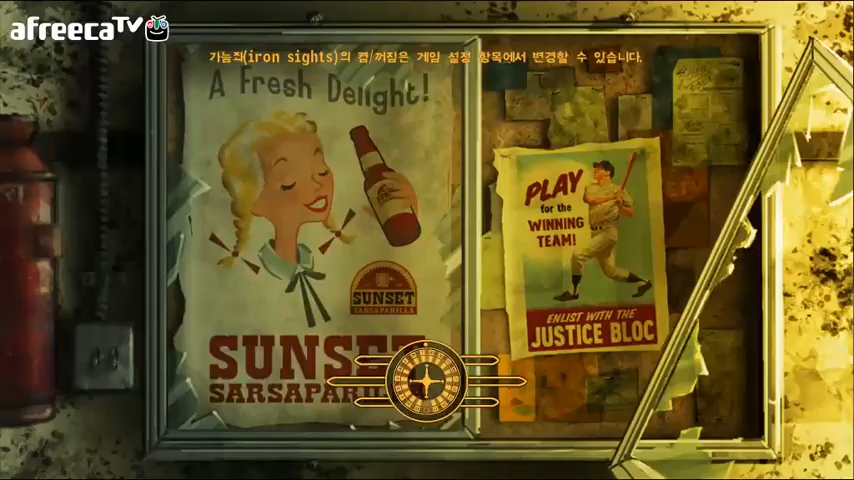 afreecaTV
가늠쇠(iron sights)의 켬/꺼짐은 게임 설정 항목에서 변경할 수 있습니다.
A Fresh Delight!
SUNSET
SARSAPARILLA
SUNSET
PLAY
for the
WINNING
TEAM!
ENLIST WITH THE
JUSTICE BLOC